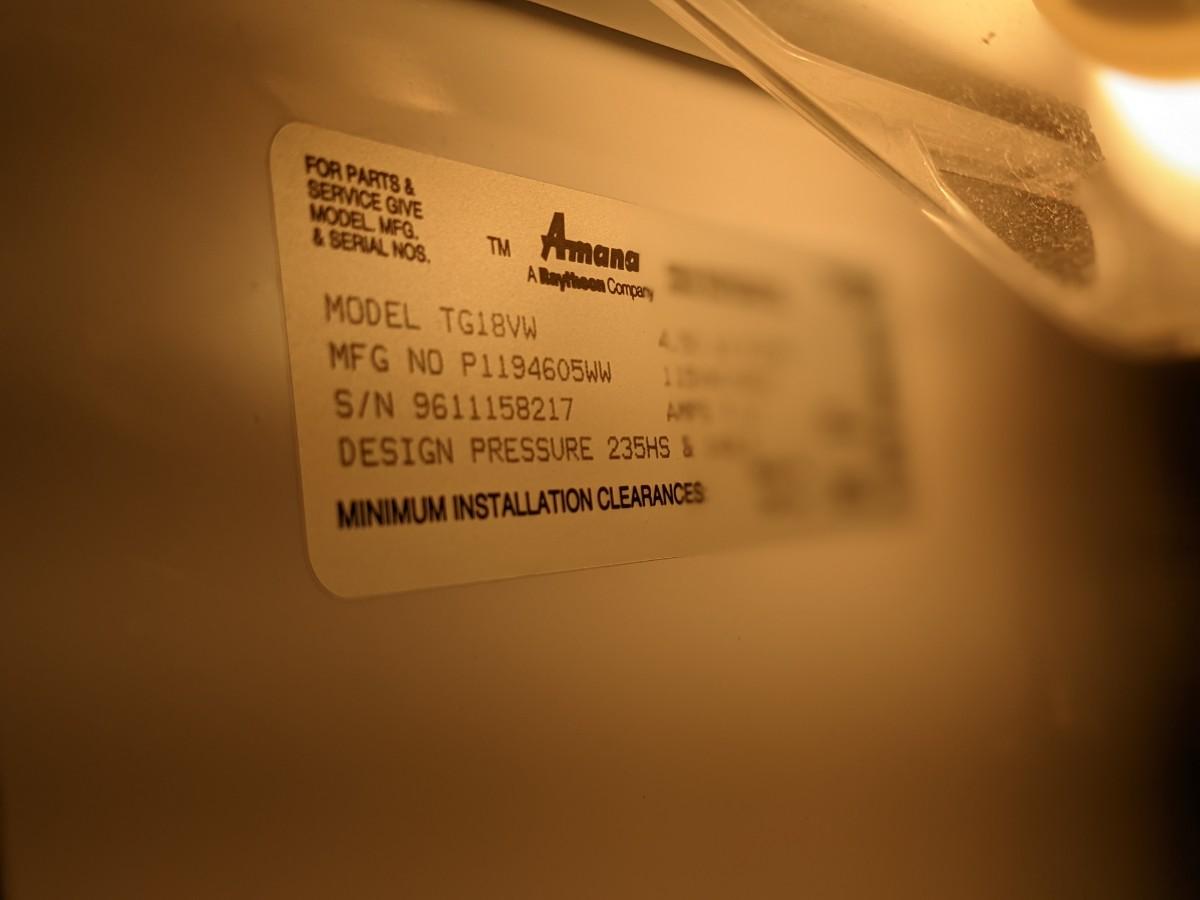 FOR PARTS &
SERVICE GIVE
MODEL. MFG.
& SERIAL NOS.
TM Amana
A Raytheon Company
MODEL TG18VW
MFG NO P1194605WW
S/N 9611158217
AMPS
DESIGN PRESSURE 235HS &
MINIMUM INSTALLATION CLEARANCES